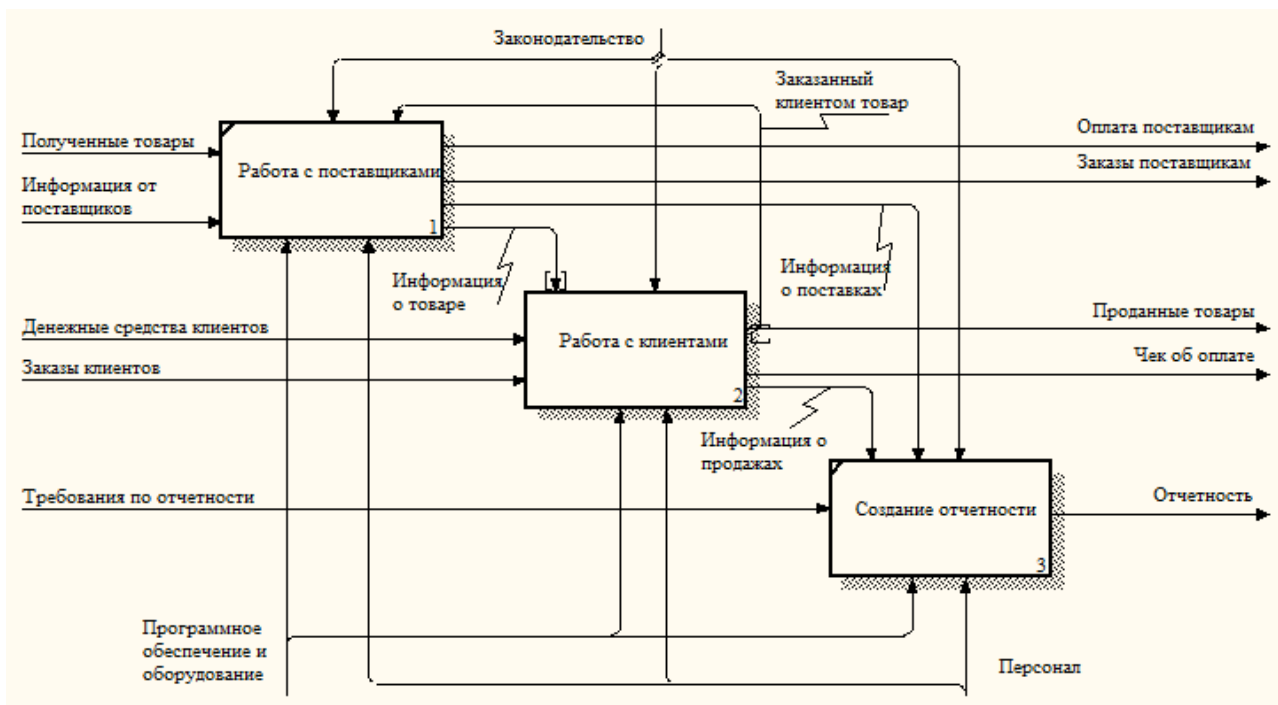 Законодательство
Заказанный
клиентом товар
Полученные товары
Оплата поставщикам
Работа с поставщиками
Заказы поставщикам
Информация от
поставщиков
1
Информация
о товаре
Информация
о поставках
Денежные средства клиентов
Работа с клиентами
Проданные товары
Заказы клиентов
Чек об оплате
2
Информация о
продажах
Требования по отчетности
Создание отчетности
Отчетность
3
Программное
обеспечение и
оборудование
Персонал